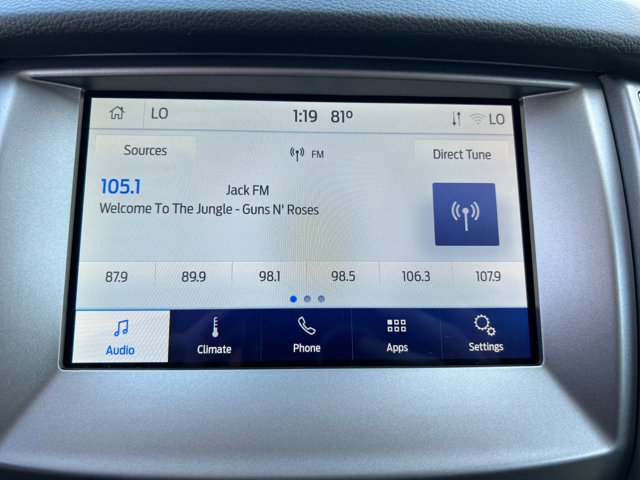 LO 1:19 81º LO
Sources FM Direct Tune
105.1 Jack FM
Welcome To The Jungle - Guns N' Roses
87.9 89.9 98.1 98.5 106.3 107.9
Audio Climate Phone Apps Settings